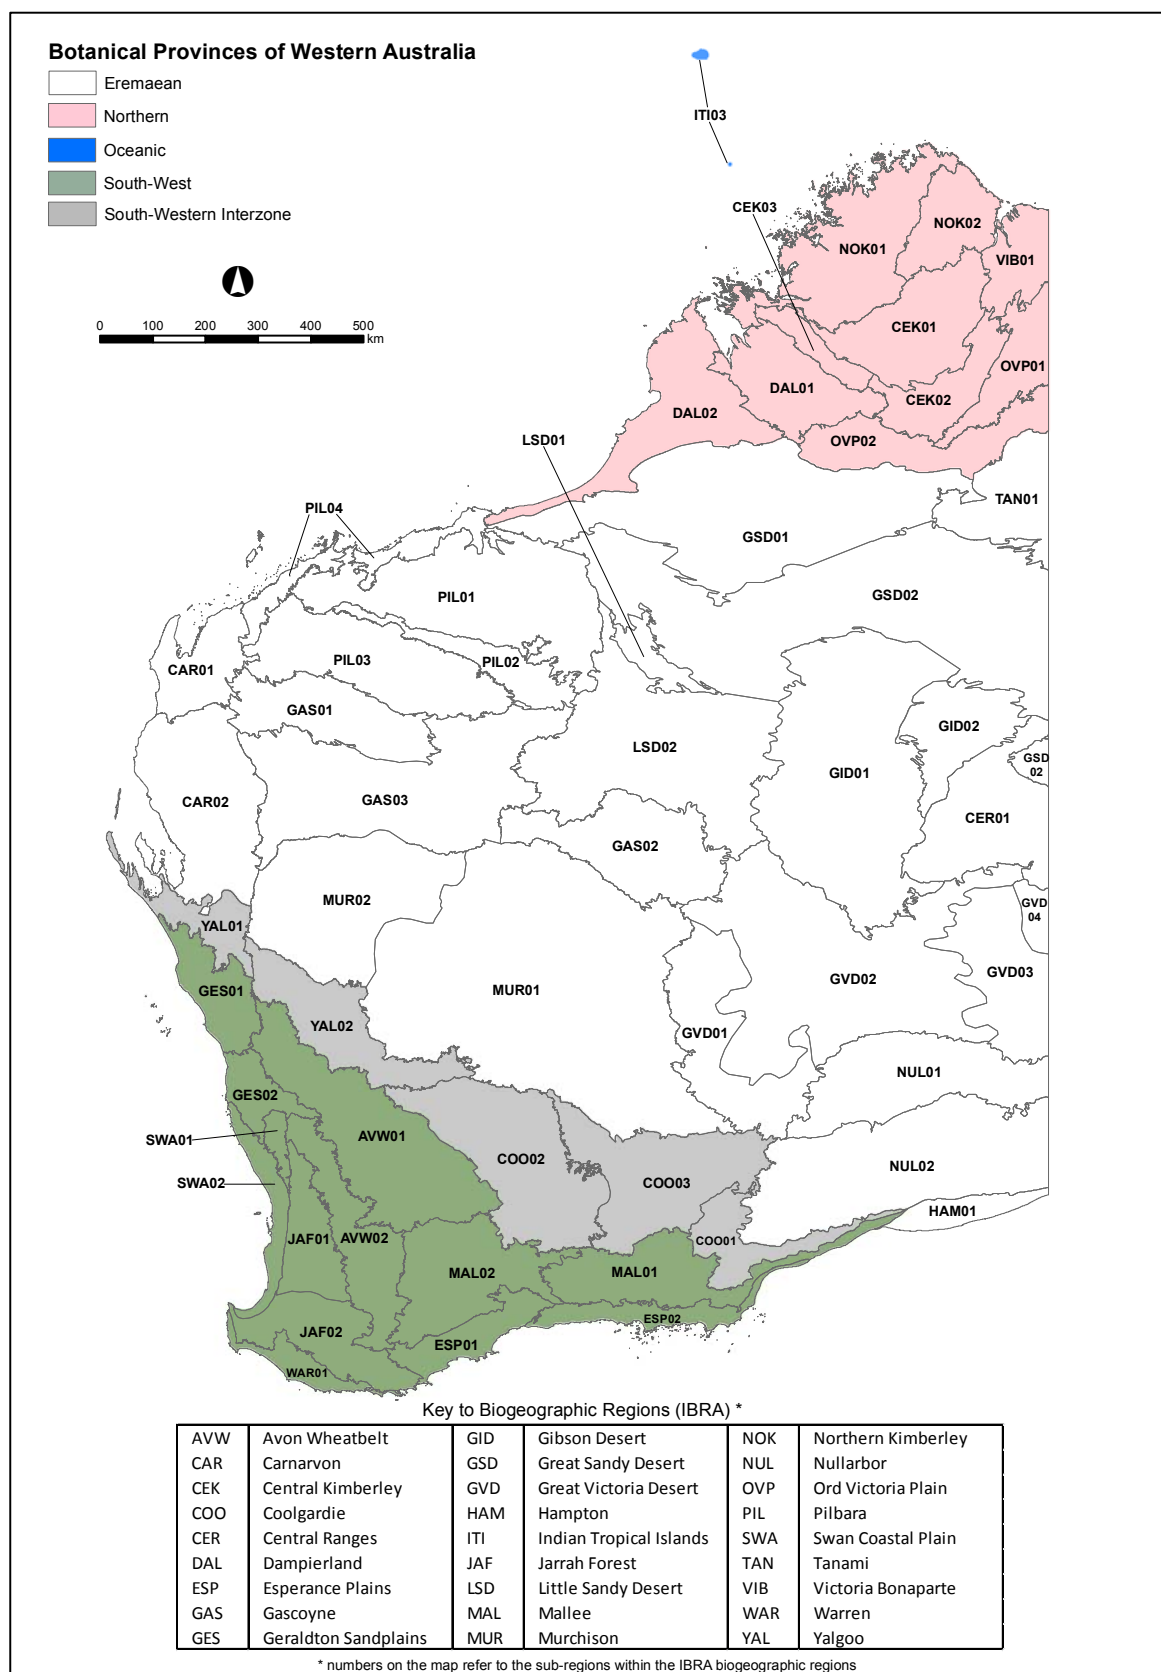 Botanical Provinces of Western Australia
Eremaean
Northern
Oceanic
South-West
South-Western Interzone
0 100 200 300 400 500
km
ITI03
CEK03
NOK02
NOK01
VIB01
CEK01
OVP01
DAL01
CEK02
DAL02
OVP02
LSD01
TAN01
PIL04
GSD01
PIL01
GSD02
PIL03
PIL02
CAR01
GAS01
GID02
LSD02
GSD
02
GID01
CAR02
GAS03
CER01
GAS02
MUR02
GVD
04
YAL01
GVD03
GVD02
GES01
MUR01
YAL02
GVD01
NUL01
GES02
SWA01
AVW01
COO02
NUL02
SWA02
COO03
HAM01
JAF01
AVW02
COO01
MAL02
MAL01
ESP02
JAF02
ESP01
WAR01
Key to Biogeographic Regions (IBRA) *
AVW Avon Wheatbelt GID Gibson Desert NOK Northern Kimberley
CAR Carnarvon GSD Great Sandy Desert NUL Nullarbor
CEK Central Kimberley GVD Great Victoria Desert OVP Ord Victoria Plain
COO Coolgardie HAM Hampton PIL Pilbara
CER Central Ranges ITI Indian Tropical Islands SWA Swan Coastal Plain
DAL Dampierland JAF Jarrah Forest TAN Tanami
ESP Esperance Plains LSD Little Sandy Desert VIB Victoria Bonaparte
GAS Gascoyne MAL Mallee WAR Warren
GES Geraldton Sandplains MUR Murchison YAL Yalgoo
* numbers on the map refer to the sub-regions within the IBRA biogeographic regions